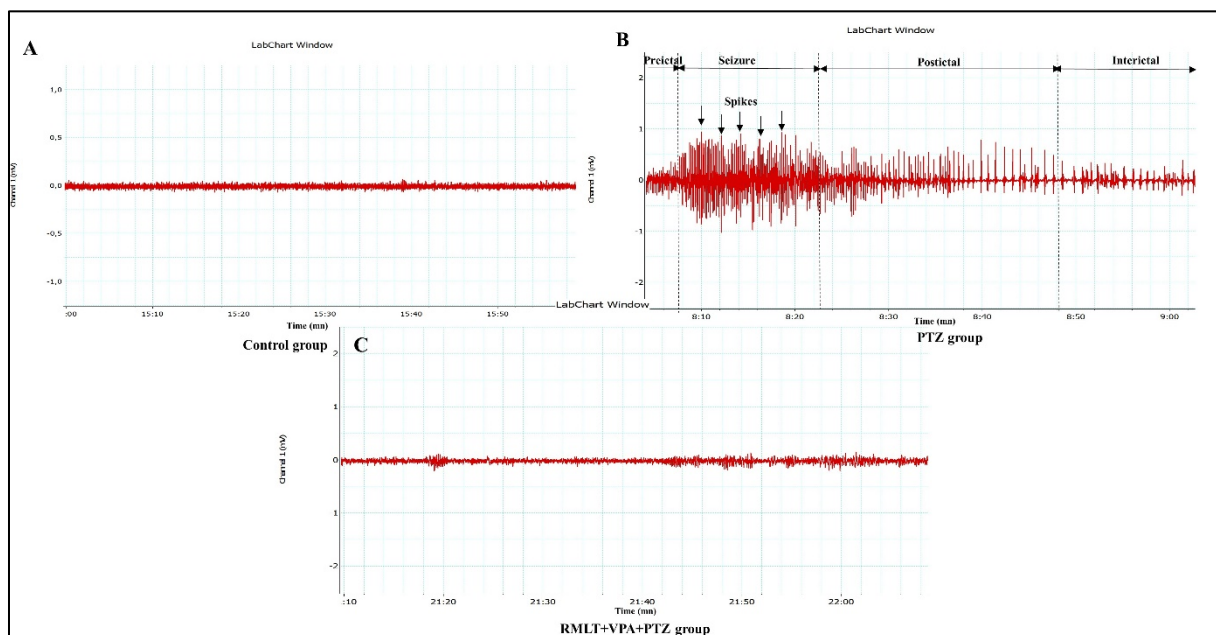 A
LabChart Window
1,0
0,5
0,0
-0,5
-1,0
Channel 1 (mV)
:00
15:10
15:20
15:30
15:40
15:50
Time (mn)
Control group
B
LabChart Window
Preictal
Seizure
Postictal
Interictal
Spikes
2
1
0
-1
-2
Channel 1 (mV)
8:10
8:20
8:30
8:40
8:50
9:00
Time (mn)
PTZ group
LabChart Window
C
2
1
0
1
-2
Channel 1 (mV)
:10
21:20
21:30
21:40
21:50
22:00
Time (mn)
RMLT+VPA+PTZ group